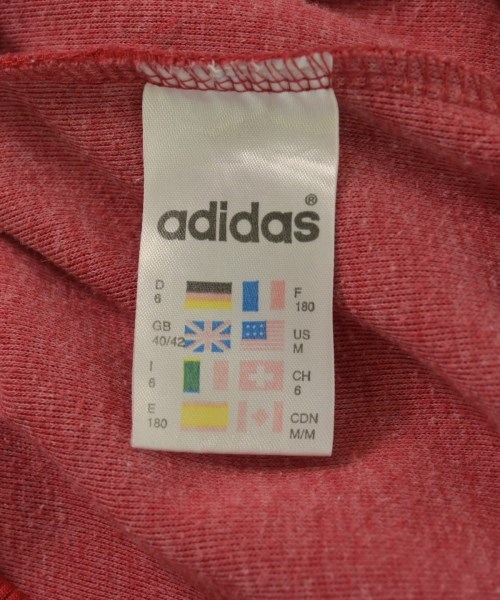 adidas®
D F
6 180
GB US
40/42 M
I CH
6 6
E CDN
180 M/M